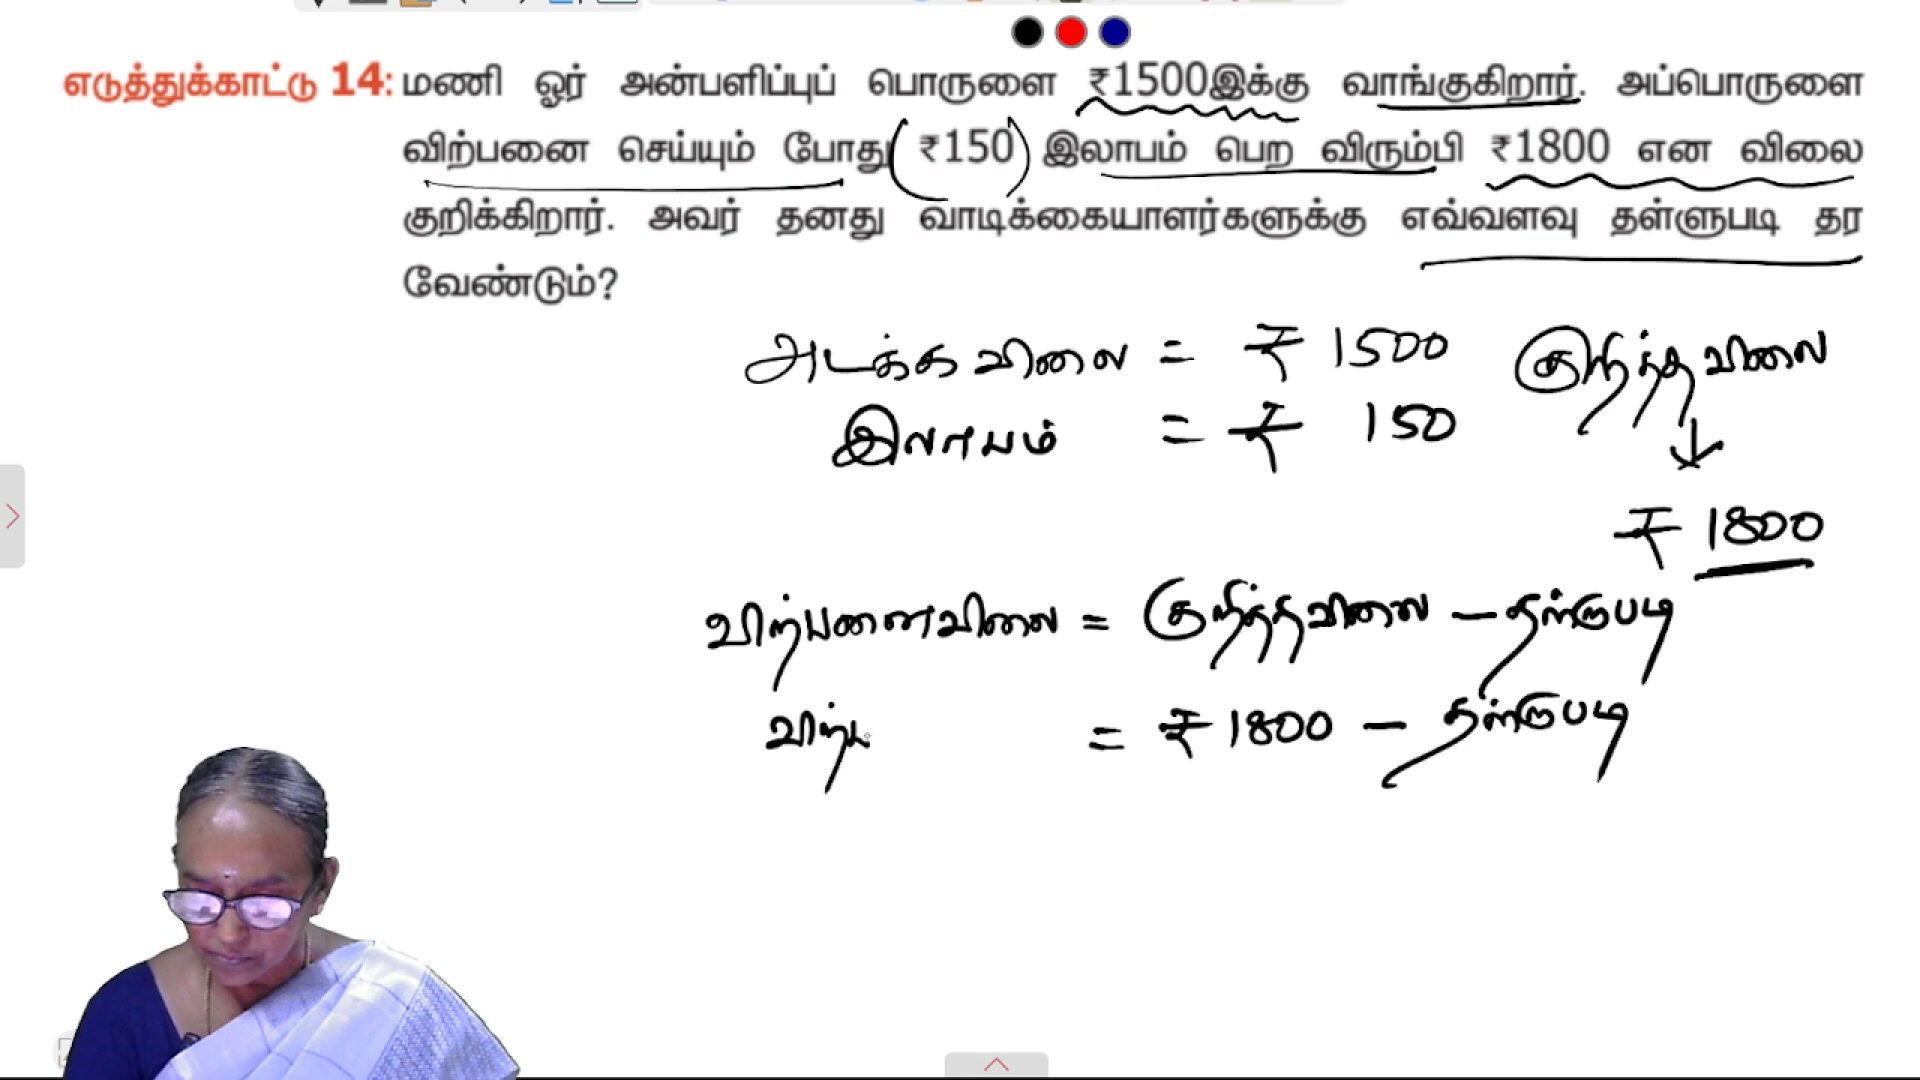 எடுத்துக்காட்டு 14: மணி ஓர் அன்பளிப்புப் பொருளை ₹1500இக்கு வாங்குகிறார். அப்பொருளை
விற்பனை செய்யும் போது (₹150) இலாபம் பெற விரும்பி ₹1800 என விலை
குறிக்கிறார். அவர் தனது வாடிக்கையாளர்களுக்கு எவ்வளவு தள்ளுபடி தர
வேண்டும்?
அடக்க விலை = ₹ 1500
இலாபம் = ₹ 150
குறித்த விலை
↓
₹ 1800
விற்பனைவிலை = குறித்தவிலை – தள்ளுபடி
விற்ப = ₹ 1800 – தள்ளுபடி